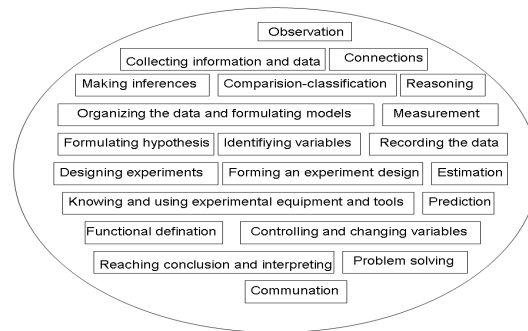 Observation
Collecting information and data Connections
Making inferences Comparision-classification Reasoning
Organizing the data and formulating models Measurement
Formulating hypothesis Identifiying variables Recording the data
Designing experiments Forming an experiment design Estimation
Knowing and using experimental equipment and tools Prediction
Functional defination Controlling and changing variables
Reaching conclusion and interpreting Problem solving
Communation